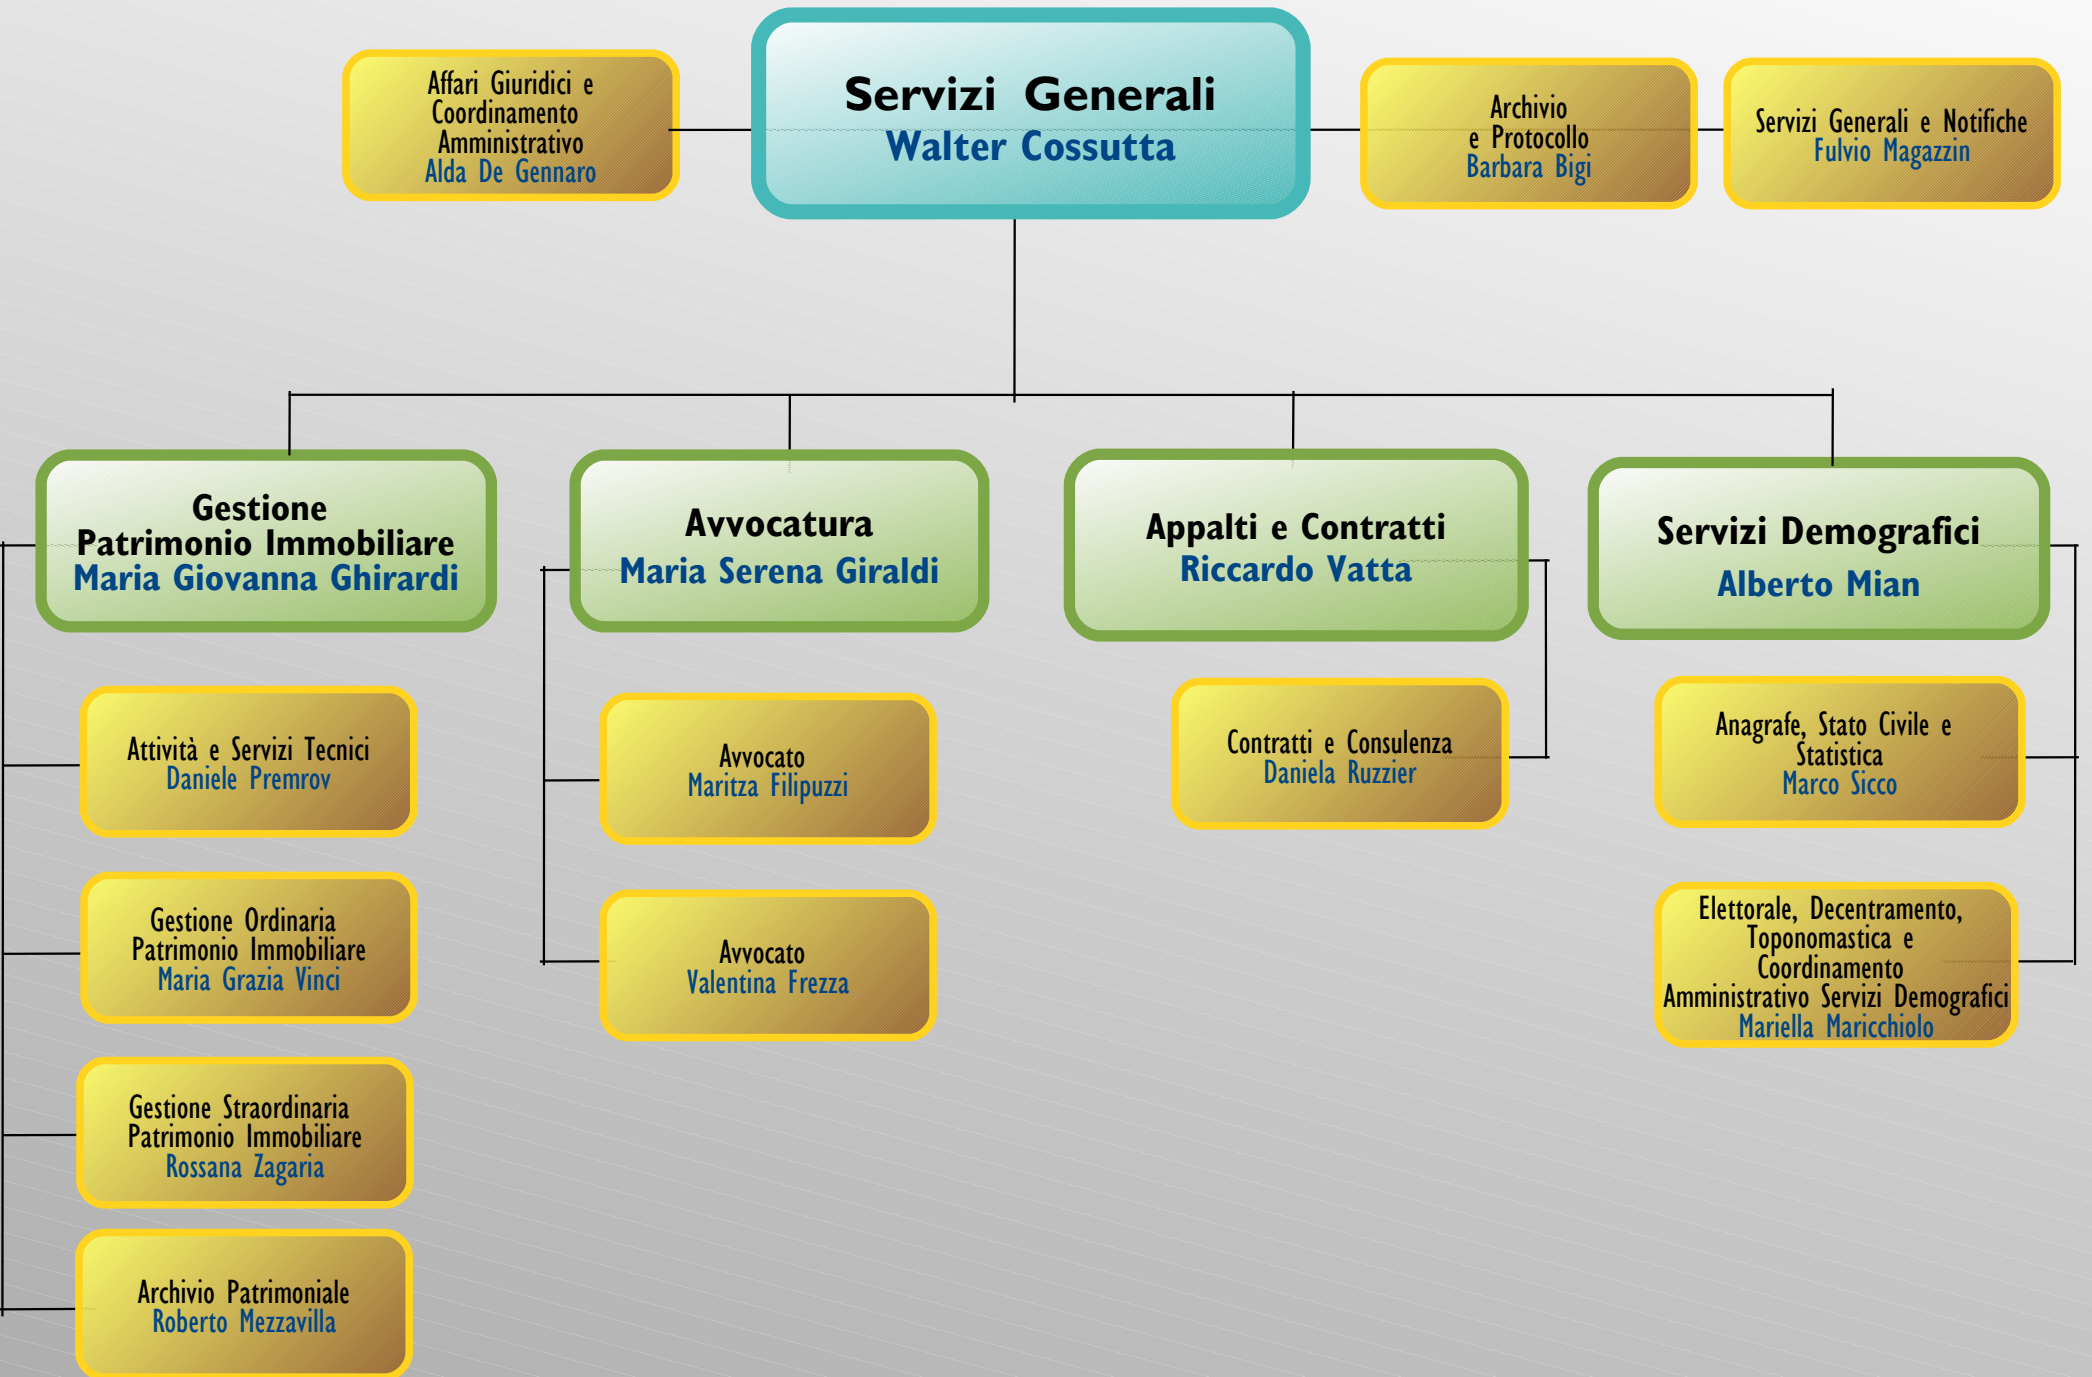 Affari Giuridici e
Coordinamento
Amministrativo
Alda De Gennaro
Servizi Generali
Walter Cossutta
Archivio
e Protocollo
Barbara Bigi
Servizi Generali e Notifiche
Fulvio Magazzin
Gestione
Patrimonio Immobiliare
Maria Giovanna Ghirardi
Avvocatura
Maria Serena Giraldi
Appalti e Contratti
Riccardo Vatta
Servizi Demografici
Alberto Mian
Attività e Servizi Tecnici
Daniele Premrov
Avvocato
Maritza Filipuzzi
Contratti e Consulenza
Daniela Ruzzier
Anagrafe, Stato Civile e
Statistica
Marco Sicco
Gestione Ordinaria
Patrimonio Immobiliare
Maria Grazia Vinci
Avvocato
Valentina Frezza
Elettorale, Decentramento,
Toponomastica e
Coordinamento
Amministrativo Servizi Demografici
Mariella Maricchiolo
Gestione Straordinaria
Patrimonio Immobiliare
Rossana Zagaria
Archivio Patrimoniale
Roberto Mezzavilla